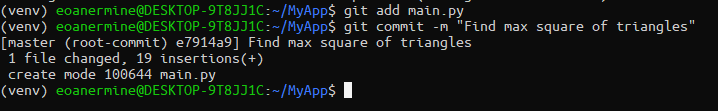 (venv) eoanermine@DESKTOP-9T8JJ1C:~/MyApp$ git add main.py
(venv) eoanermine@DESKTOP-9T8JJ1C:~/MyApp$ git commit -m "Find max square of triangles"
[master (root-commit) e7914a9] Find max square of triangles
 1 file changed, 19 insertions(+)
 create mode 100644 main.py
(venv) eoanermine@DESKTOP-9T8JJ1C:~/MyApp$